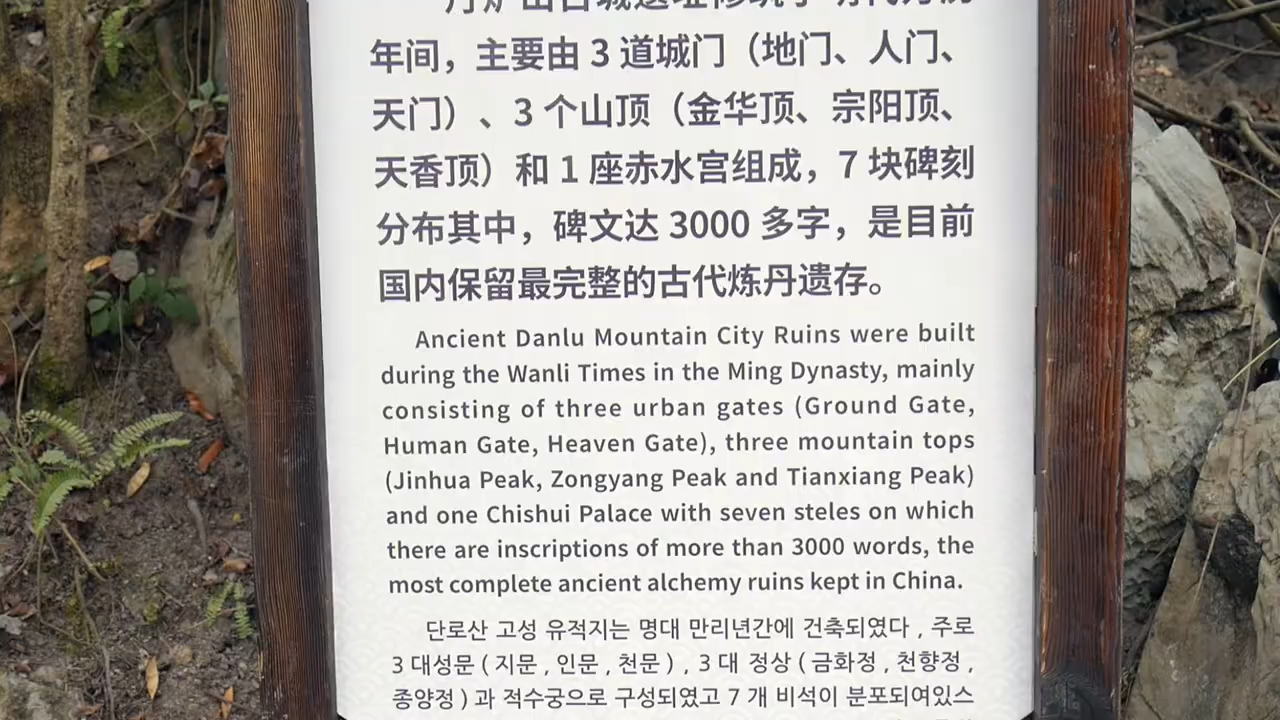 年间，主要由 3 道城门（地门、人门、
天门）、3 个山顶（金华顶、宗阳顶、
天香顶）和 1 座赤水宫组成，7 块碑刻
分布其中，碑文达 3000 多字，是目前
国内保留最完整的古代炼丹遗存。
Ancient Danlu Mountain City Ruins were built
during the Wanli Times in the Ming Dynasty, mainly
consisting of three urban gates (Ground Gate,
Human Gate, Heaven Gate), three mountain tops
(Jinhua Peak, Zongyang Peak and Tianxiang Peak)
and one Chishui Palace with seven steles on which
there are inscriptions of more than 3000 words, the
most complete ancient alchemy ruins kept in China.
단로산 고성 유적지는 명대 만리년간에 건축되였다 , 주로
3 대성문 ( 지문 , 인문 , 천문 ) , 3 대 정상 ( 금화정 , 천향정 ,
종양정 ) 과 적수궁으로 구성되였고 7 개 비석이 분포되여있스